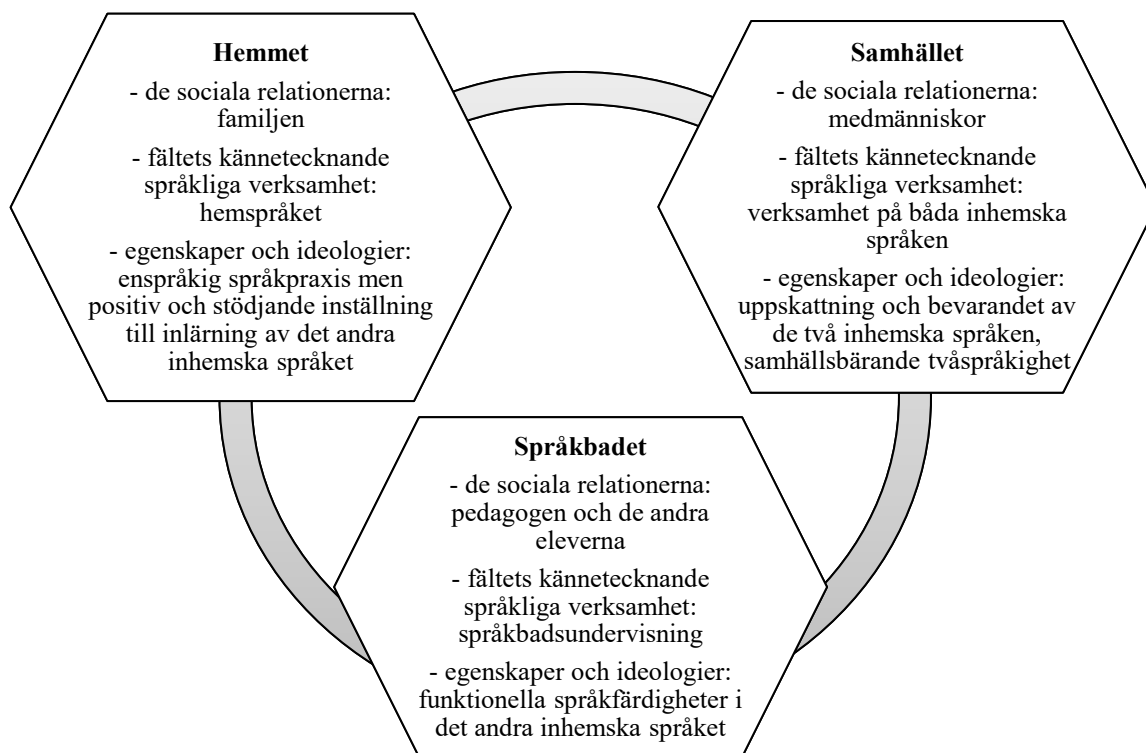 Hemmet
- de sociala relationerna:
familjen
- fältets kännetecknande
språkliga verksamhet:
hemspråket
- egenskaper och ideologier:
enspråkig språkpraxis men
positiv och stödjande inställning
till inlärning av det andra
inhemska språket
Samhället
- de sociala relationerna:
medmänniskor
- fältets kännetecknande
språkliga verksamhet:
verksamhet på båda inhemska
språken
- egenskaper och ideologier:
uppskattning och bevarandet av
de två inhemska språken,
samhällsbärande tvåspråkighet
Språkbadet
- de sociala relationerna:
pedagogen och de andra
eleverna
- fältets kännetecknande
språkliga verksamhet:
språkbadsundervisning
- egenskaper och ideologier:
funktionella språkfärdigheter i
det andra inhemska språket